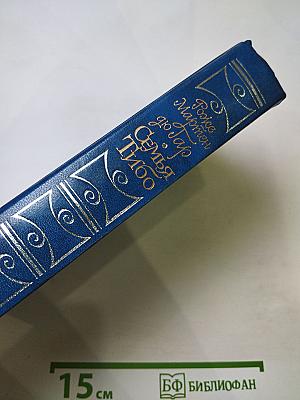 Роже
Мартен
дю Гар
Семья
Тибо
15 см
БФ БИБЛИОФАН